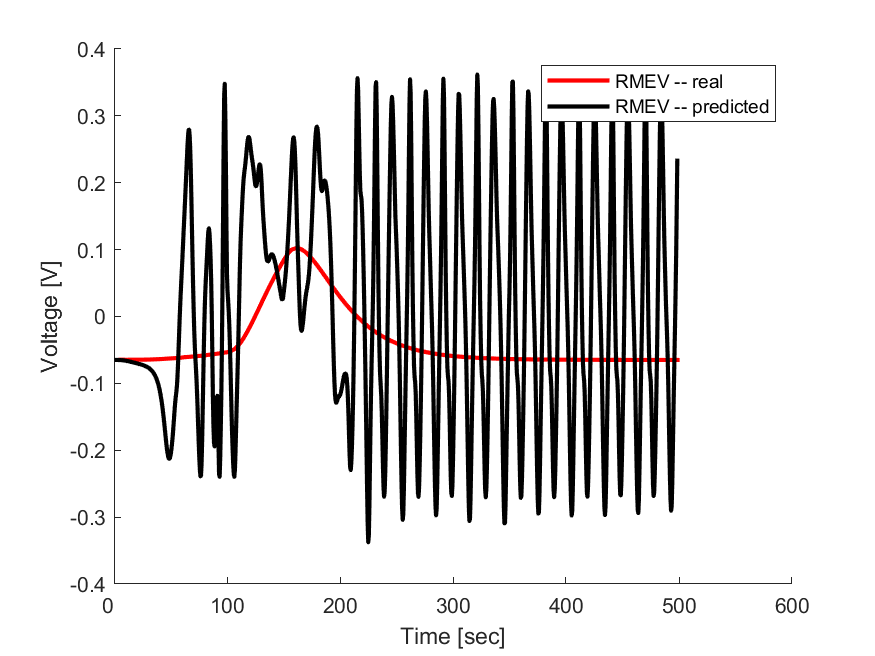 0.4
0.3
0.2
0.1
0
-0.1
-0.2
-0.3
-0.4
Voltage [V]
0 100 200 300 400 500 600
Time [sec]
RMEV -- real
RMEV -- predicted